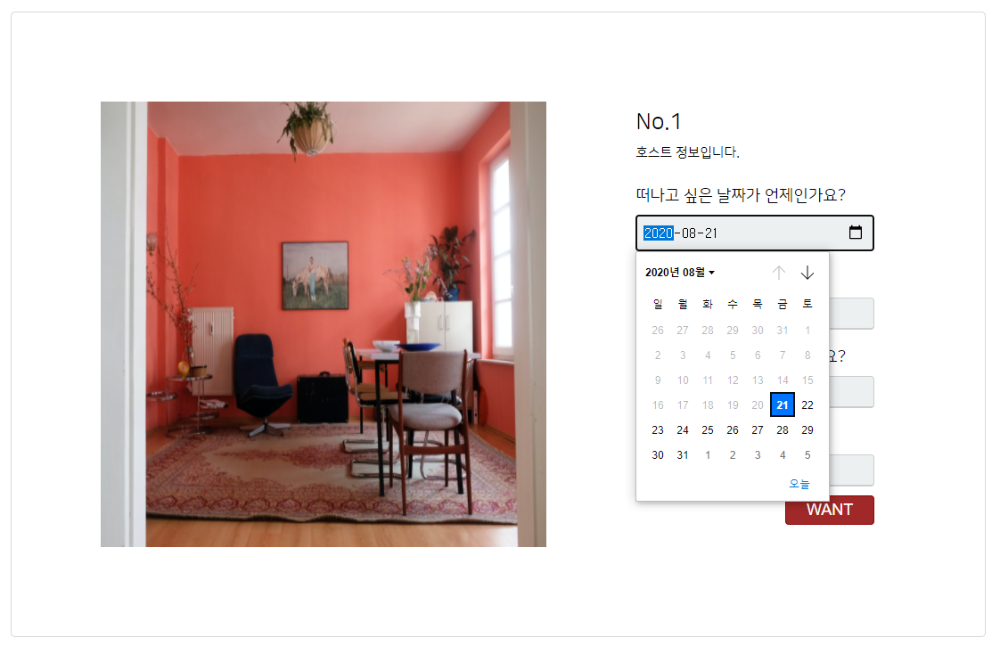 No.1
호스트 정보입니다.
떠나고 싶은 날짜가 언제인가요?
2020-08-21
2020년 08월
일 월 화 수 목 금 토
26 27 28 29 30 31 1
2 3 4 5 6 7 8
9 10 11 12 13 14 15
16 17 18 19 20 21 22
23 24 25 26 27 28 29
30 31 1 2 3 4 5
요?
오늘
WANT